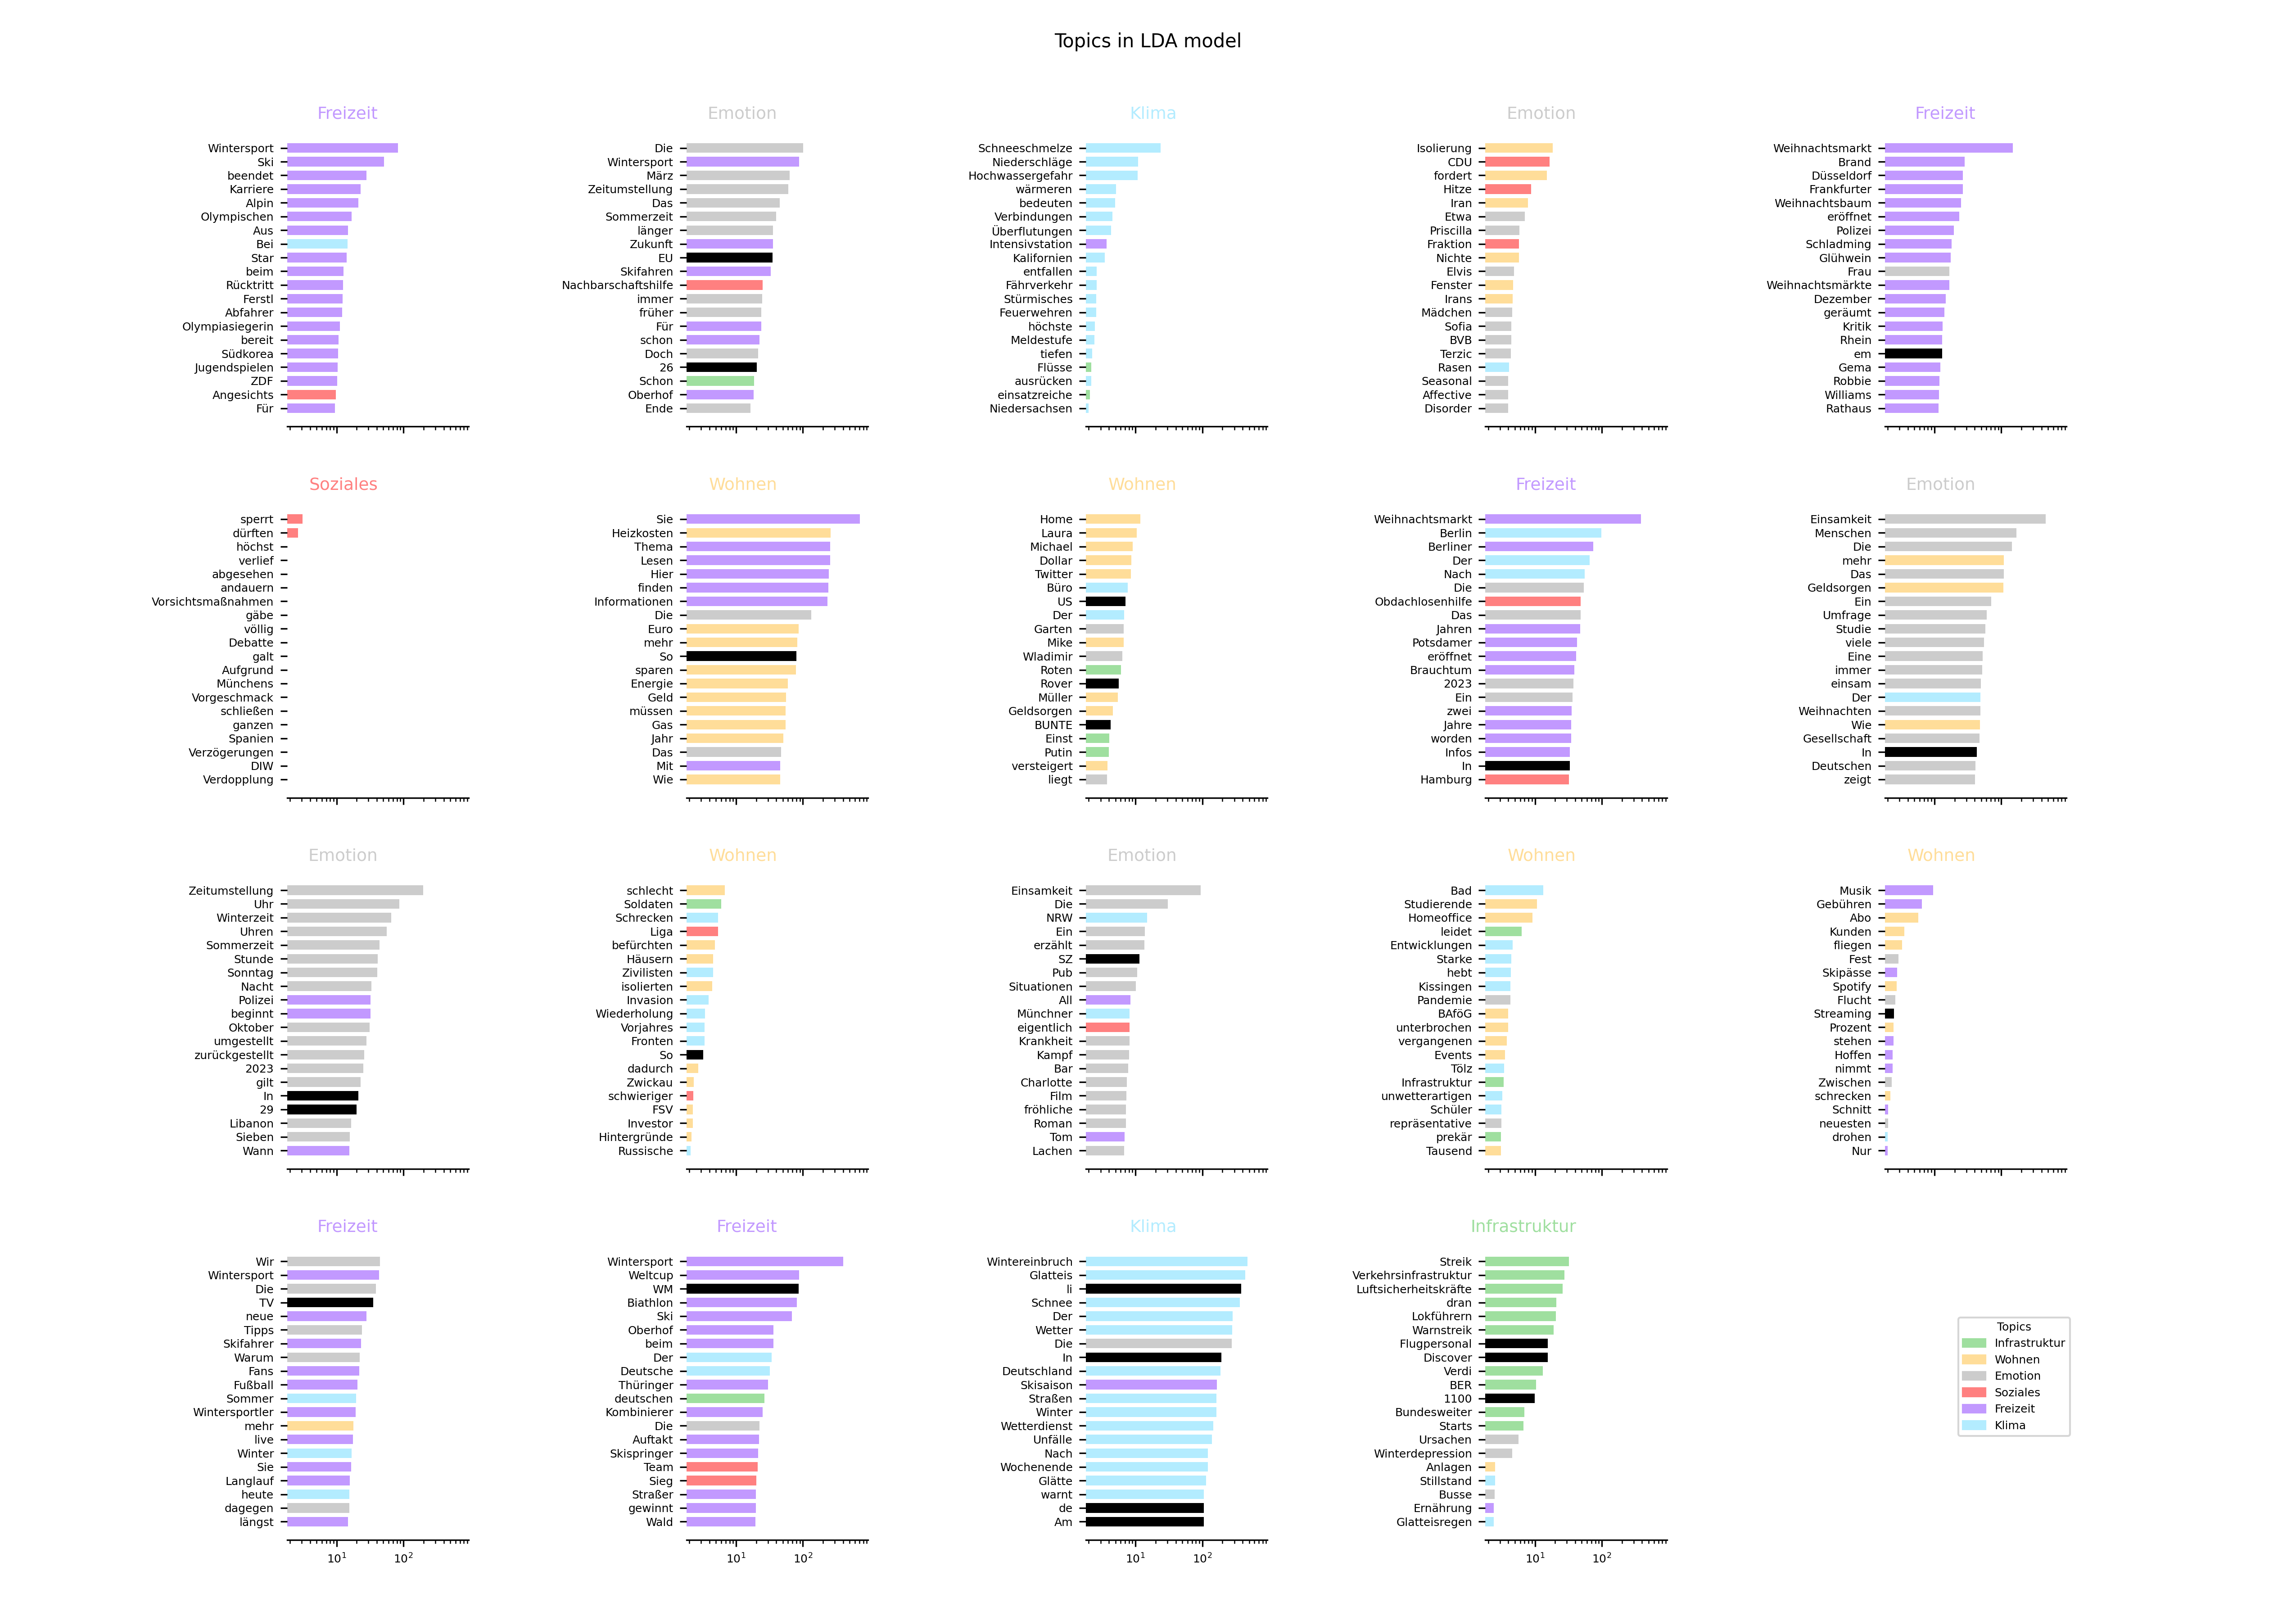 Topics in LDA model
Freizeit
Wintersport
Ski
beendet
Karriere
Alpin
Olympischen
Aus
Bei
Star
beim
Rücktritt
Ferstl
Abfahrer
Olympiasiegerin
bereit
Südkorea
Jugendspielen
ZDF
Angesichts
Für
Emotion
Die
Wintersport
März
Zeitumstellung
Das
Sommerzeit
länger
Zukunft
EU
Skifahren
Nachbarschaftshilfe
immer
früher
Für
schon
Doch
26
Schon
Oberhof
Ende
Klima
Schneeschmelze
Niederschläge
Hochwassergefahr
wärmeren
bedeuten
Verbindungen
Überflutungen
Intensivstation
Kalifornien
entfallen
Fährverkehr
Stürmisches
Feuerwehren
höchste
Meldestufe
tiefen
Flüsse
ausrücken
einsatzreiche
Niedersachsen
Emotion
Isolierung
CDU
fordert
Hitze
Iran
Etwa
Priscilla
Fraktion
Nichte
Elvis
Fenster
Irans
Mädchen
Sofia
BVB
Terzic
Rasen
Seasonal
Affective
Disorder
Freizeit
Weihnachtsmarkt
Brand
Düsseldorf
Frankfurter
Weihnachtsbaum
eröffnet
Polizei
Schladming
Glühwein
Frau
Weihnachtsmärkte
Dezember
geräumt
Kritik
Rhein
em
Gema
Robbie
Williams
Rathaus
Soziales
sperrt
dürften
höchst
verlief
abgesehen
andauern
Vorsichtsmaßnahmen
gäbe
völlig
Debatte
galt
Aufgrund
Münchens
Vorgeschmack
schließen
ganzen
Spanien
Verzögerungen
DIW
Verdopplung
Wohnen
Sie
Heizkosten
Thema
Lesen
Hier
finden
Informationen
Die
Euro
mehr
So
sparen
Energie
Geld
müssen
Gas
Jahr
Das
Mit
Wie
Wohnen
Home
Laura
Michael
Dollar
Twitter
Büro
US
Der
Garten
Mike
Wladimir
Roten
Rover
Müller
Geldsorgen
BUNTE
Einst
Putin
versteigert
liegt
Freizeit
Weihnachtsmarkt
Berlin
Berliner
Der
Nach
Die
Obdachlosenhilfe
Das
Jahren
Potsdamer
eröffnet
Brauchtum
2023
Ein
zwei
Jahre
worden
Infos
In
Hamburg
Emotion
Einsamkeit
Menschen
Die
mehr
Das
Geldsorgen
Ein
Umfrage
Studie
viele
Eine
immer
einsam
Der
Weihnachten
Wie
Gesellschaft
In
Deutschen
zeigt
Emotion
Zeitumstellung
Uhr
Winterzeit
Uhren
Sommerzeit
Stunde
Sonntag
Nacht
Polizei
beginnt
Oktober
umgestellt
zurückgestellt
2023
gilt
In
29
Libanon
Sieben
Wann
Wohnen
schlecht
Soldaten
Schrecken
Liga
befürchten
Häusern
Zivilisten
isolierten
Invasion
Wiederholung
Vorjahres
Fronten
So
dadurch
Zwickau
schwieriger
FSV
Investor
Hintergründe
Russische
Emotion
Einsamkeit
Die
NRW
Ein
erzählt
SZ
Pub
Situationen
All
Münchner
eigentlich
Krankheit
Kampf
Bar
Charlotte
Film
fröhliche
Roman
Tom
Lachen
Wohnen
Bad
Studierende
Homeoffice
leidet
Entwicklungen
Starke
hebt
Kissingen
Pandemie
BAföG
unterbrochen
vergangenen
Events
Tölz
Infrastruktur
unwetterartigen
Schüler
repräsentative
prekär
Tausend
Wohnen
Musik
Gebühren
Abo
Kunden
fliegen
Fest
Skipässe
Spotify
Flucht
Streaming
Prozent
stehen
Hoffen
nimmt
Zwischen
schrecken
Schnitt
neuesten
drohen
Nur
Freizeit
Wir
Wintersport
Die
TV
neue
Tipps
Skifahrer
Warum
Fans
Fußball
Sommer
Wintersportler
mehr
live
Winter
Sie
Langlauf
heute
dagegen
längst
10¹ 10²
Freizeit
Wintersport
Weltcup
WM
Biathlon
Ski
Oberhof
beim
Der
Deutsche
Thüringer
deutschen
Kombinierer
Die
Auftakt
Skispringer
Team
Sieg
Straßer
gewinnt
Wald
10¹ 10²
Klima
Wintereinbruch
Glatteis
li
Schnee
Der
Wetter
Die
In
Deutschland
Skisaison
Straßen
Winter
Wetterdienst
Unfälle
Nach
Wochenende
Glätte
warnt
de
Am
10¹ 10²
Infrastruktur
Streik
Verkehrsinfrastruktur
Luftsicherheitskräfte
dran
Lokführern
Warnstreik
Flugpersonal
Discover
Verdi
BER
1100
Bundesweiter
Starts
Ursachen
Winterdepression
Anlagen
Stillstand
Busse
Ernährung
Glatteisregen
10¹ 10²
Topics
Infrastruktur
Wohnen
Emotion
Soziales
Freizeit
Klima